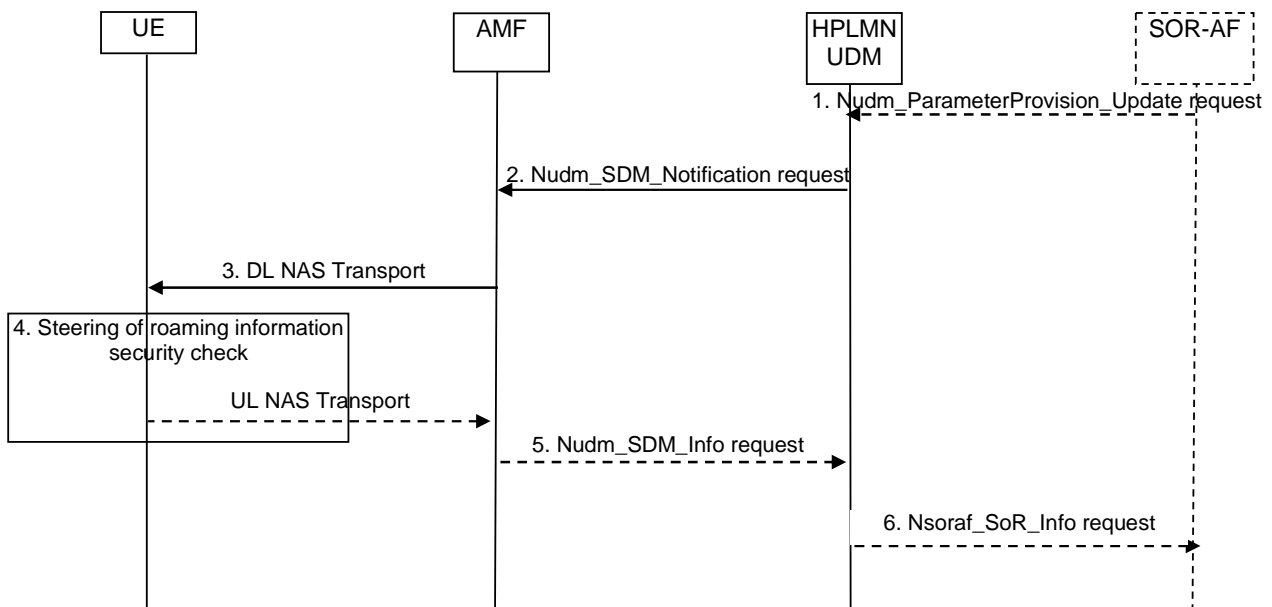 UE
AMF
HPLMN
UDM
SOR-AF
1. Nudm_ParameterProvision_Update request
2. Nudm_SDM_Notification request
3. DL NAS Transport
4. Steering of roaming information
security check
UL NAS Transport
5. Nudm_SDM_Info request
6. Nsoraf_SoR_Info request